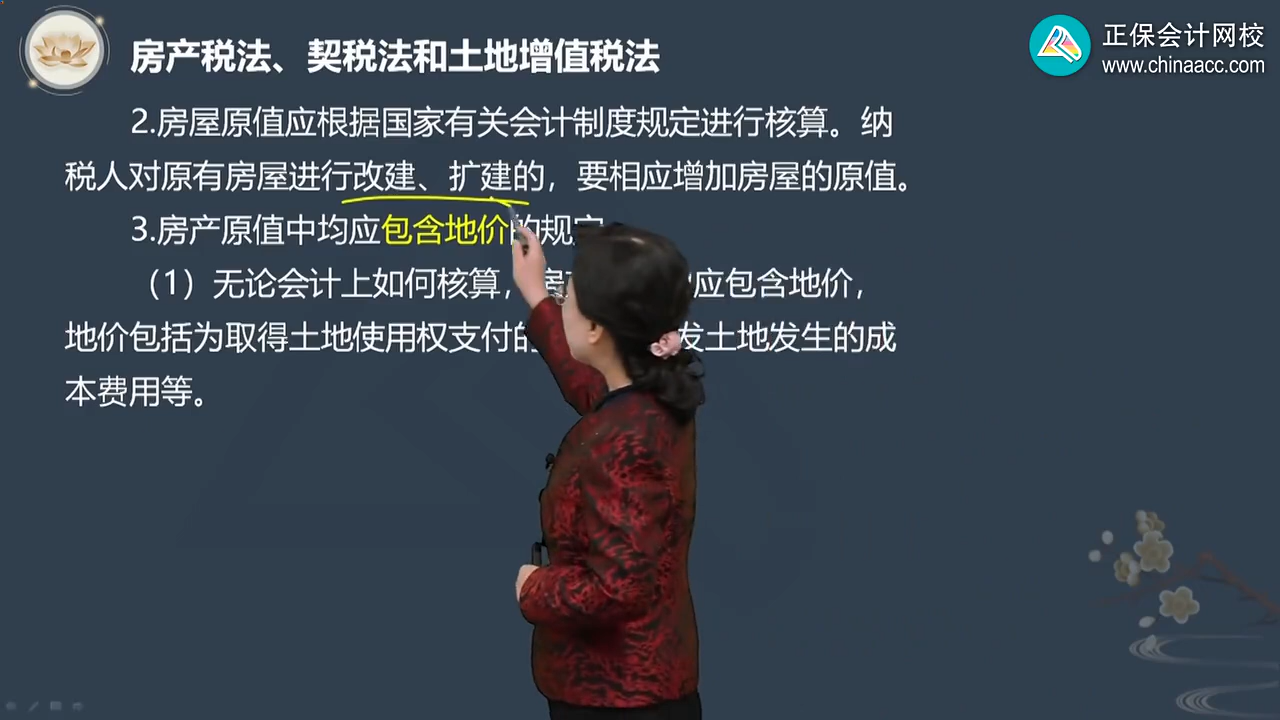 房产税法、契税法和土地增值税法
正保会计网校
www.chinaacc.com
2.房屋原值应根据国家有关会计制度规定进行核算。纳
税人对原有房屋进行改建、扩建的，要相应增加房屋的原值。
3.房产原值中均应包含地价的规定
（1）无论会计上如何核算，房 应包含地价，
地价包括为取得土地使用权支付的 发土地发生的成
本费用等。